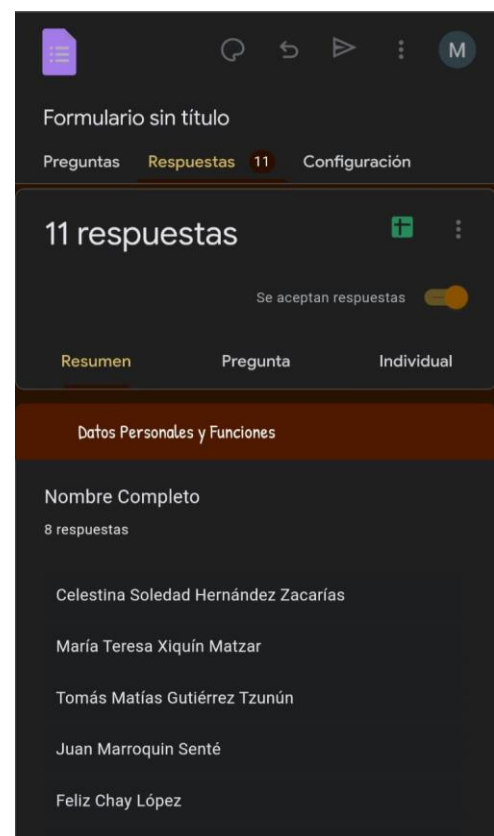 M
Formulario sin título
Preguntas Respuestas 11 Configuración
11 respuestas
Se aceptan respuestas
Resumen Pregunta Individual
Datos Personales y Funciones
Nombre Completo
8 respuestas
Celestina Soledad Hernández Zacarías
María Teresa Xiquín Matzar
Tomás Matías Gutiérrez Tzunún
Juan Marroquin Senté
Feliz Chay López